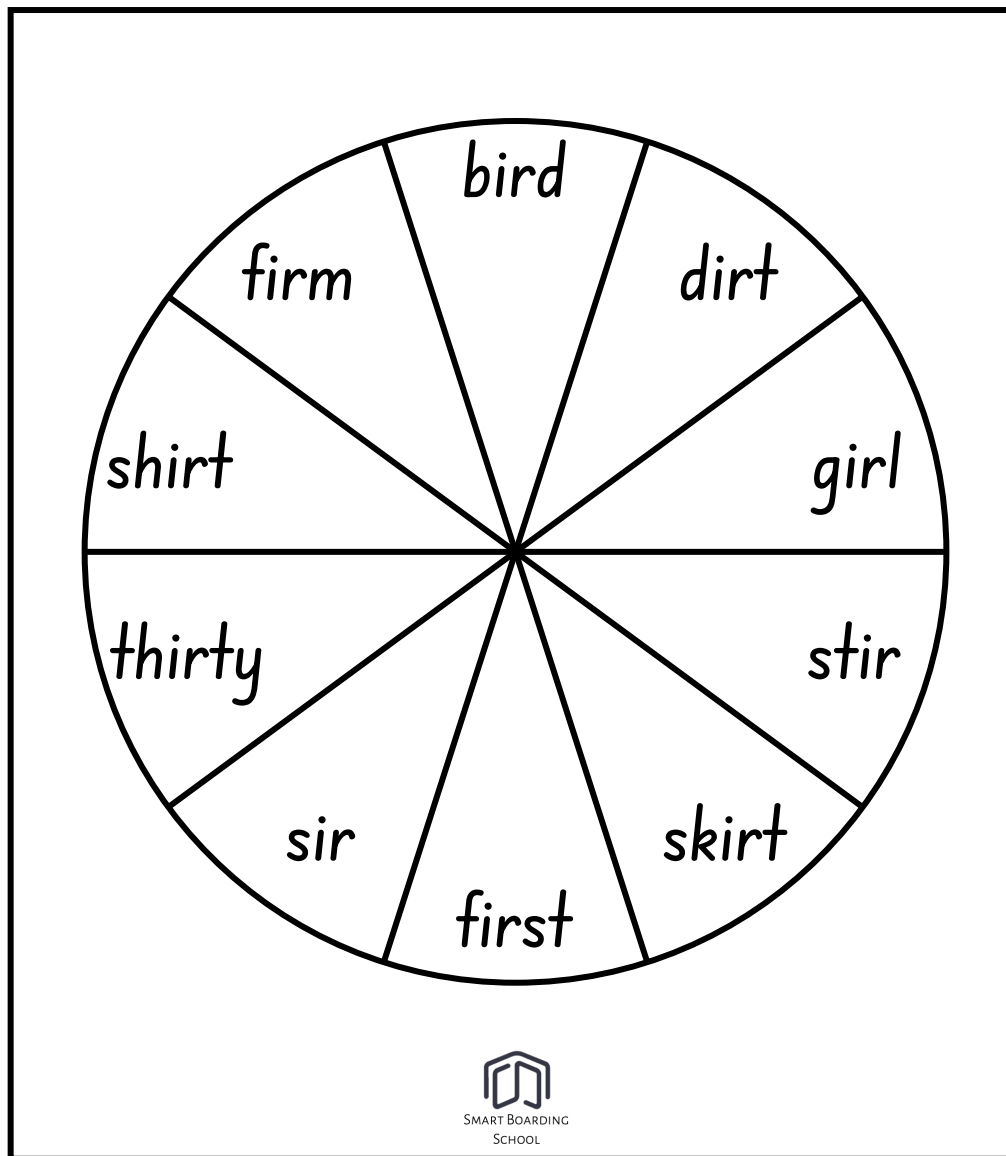 bird
dirt
girl
stir
skirt
first
sir
thirty
shirt
firm
SMART BOARDING
SCHOOL